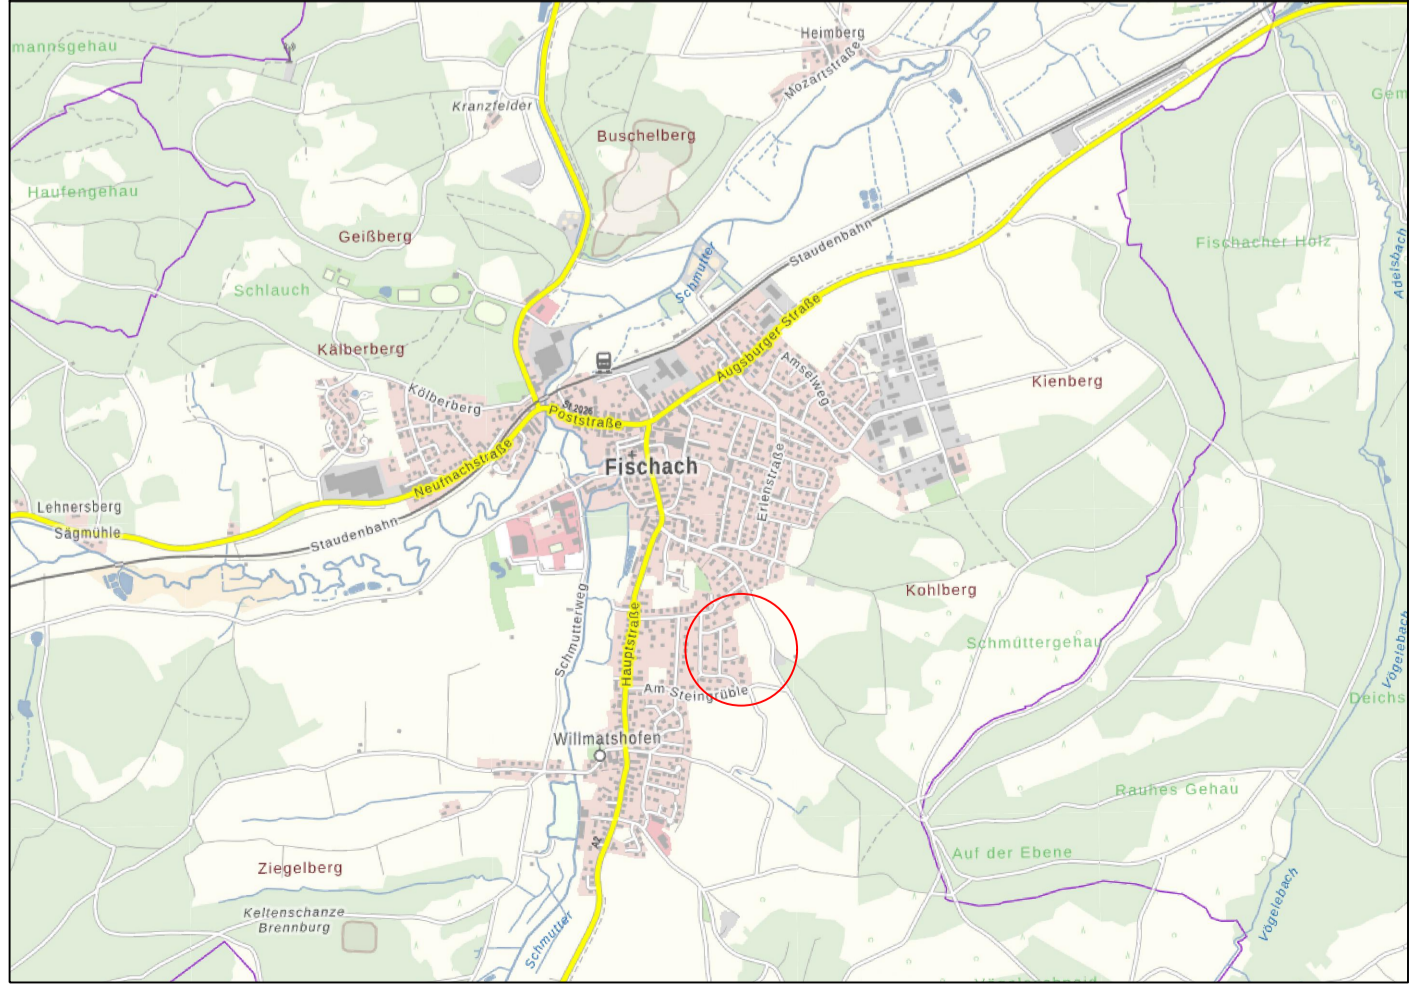 Heimberg
mannsgehau
Mozartstraße
Gem
Kranzfelder
Buschelberg
Haufengehau
Geißberg
Staudenbahn
Fischacher Holz
Adelsbach
Schmutter
Schlauch
Augsburger Straße
Kälberberg
Amselweg
Kienberg
Kölberberg
St 2026
Poststraße
Neufnachstraße
Fischach
Erlenstraße
Lehnersberg
Sägmühle
Staudenbahn
Kohlberg
Schmutterweg
Hauptstraße
Schmuttergehau
Vögelebach
Am Steingrüble
Deichs
Willmatshofen
Rauhes Gehau
A2
Auf der Ebene
Ziegelberg
Keltenschanze
Brennburg
Schmutter
Vögelebach